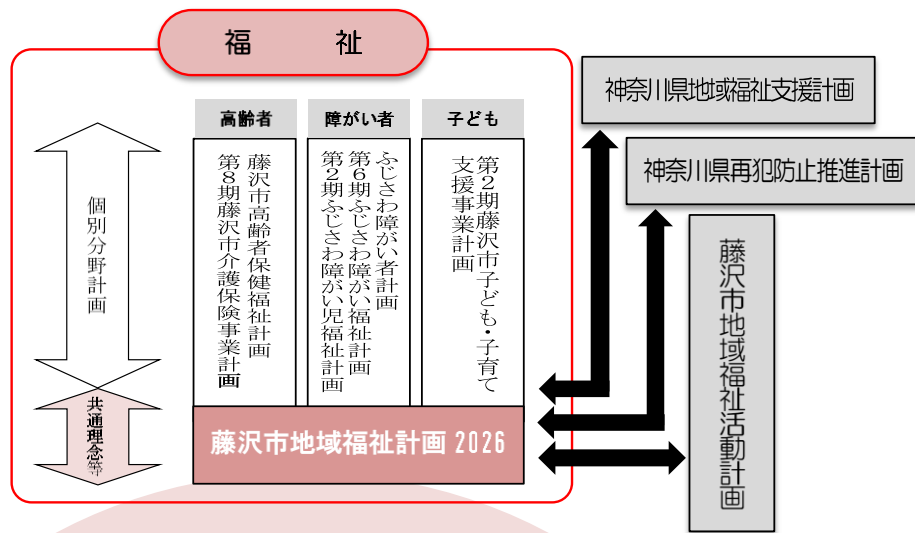 福　祉
神奈川県地域福祉支援計画
神奈川県再犯防止推進計画
藤沢市地域福祉活動計画
個別分野計画
共通理念等
高齢者
障がい者
子ども
藤沢市高齢者保健福祉計画
第8期藤沢市介護保険事業計画
ふじさわ障がい者計画
第6期ふじさわ障がい福祉計画
第2期ふじさわ障がい児福祉計画
第2期藤沢市子ども・子育て
支援事業計画
藤沢市地域福祉計画 2026